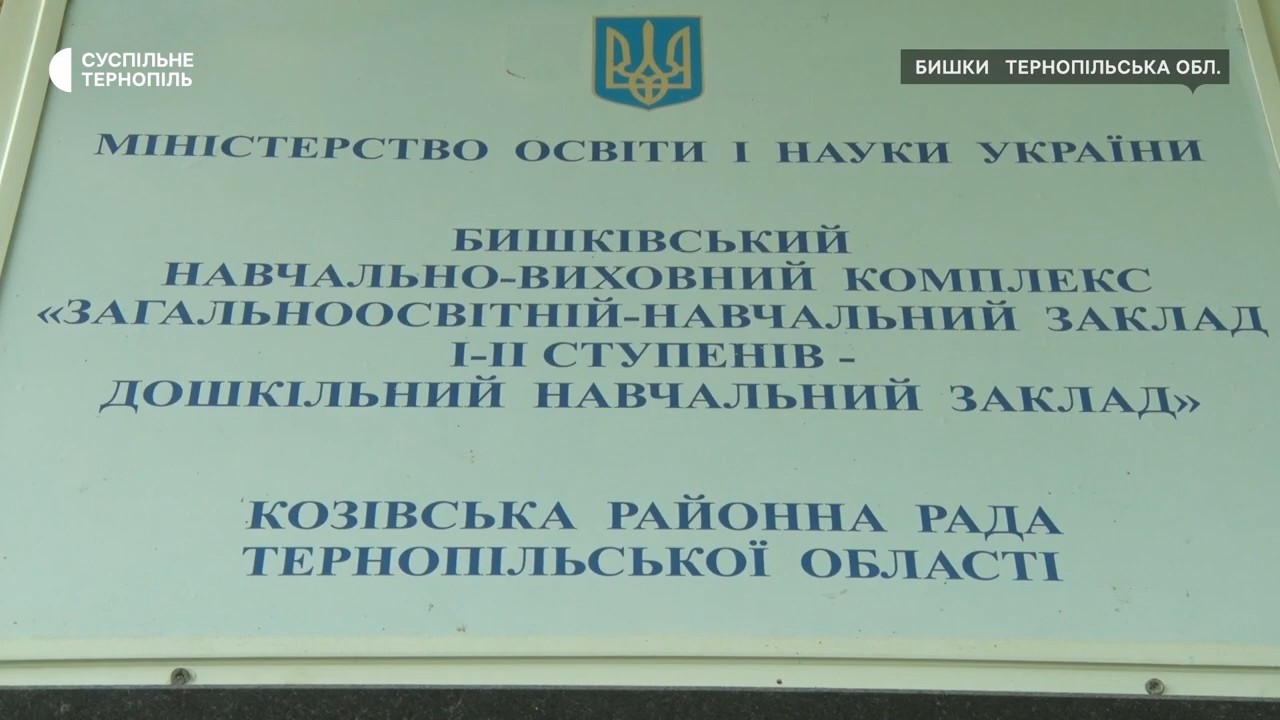 СУСПІЛЬНЕ
ТЕРНОПІЛЬ
БИШКИ ТЕРНОПІЛЬСЬКА ОБЛ.
МІНІСТЕРСТВО ОСВІТИ І НАУКИ УКРАЇНИ
БИШКІВСЬКИЙ
НАВЧАЛЬНО-ВИХОВНИЙ КОМПЛЕКС
«ЗАГАЛЬНООСВІТНІЙ-НАВЧАЛЬНИЙ ЗАКЛАД
І-ІІ СТУПЕНІВ -
ДОШКІЛЬНИЙ НАВЧАЛЬНИЙ ЗАКЛАД»
КОЗІВСЬКА РАЙОННА РАДА
ТЕРНОПІЛЬСЬКОЇ ОБЛАСТІ